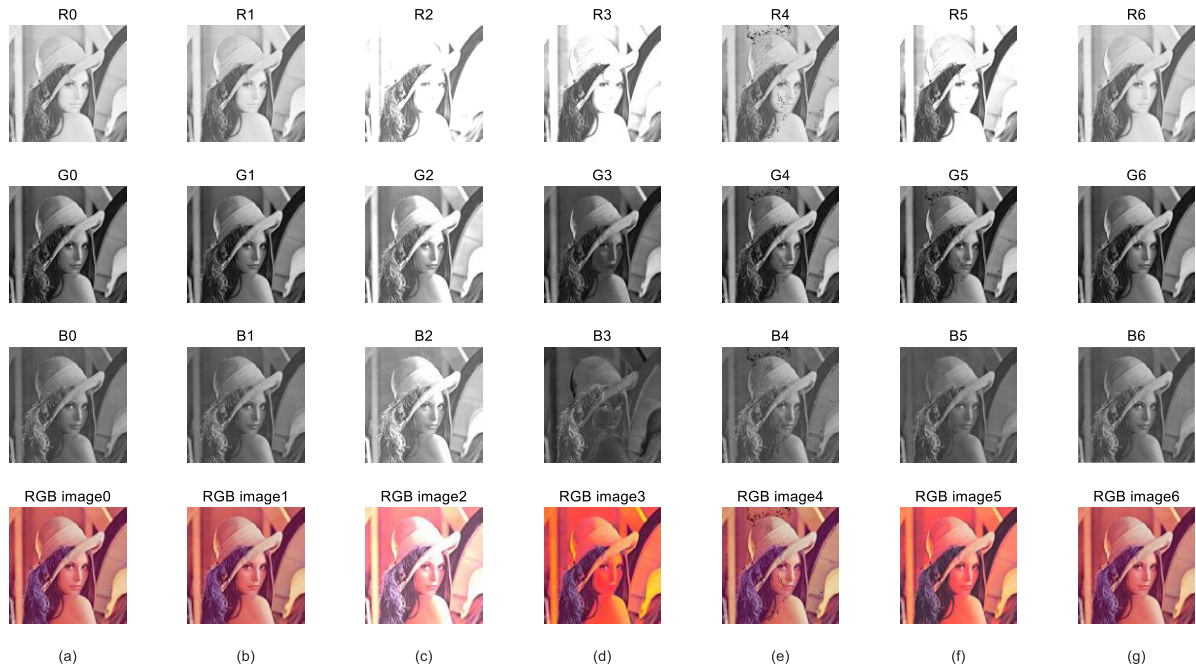 R0 R1 R2 R3 R4 R5 R6
G0 G1 G2 G3 G4 G5 G6
B0 B1 B2 B3 B4 B5 B6
RGB image0 RGB image1 RGB image2 RGB image3 RGB image4 RGB image5 RGB image6
(a) (b) (c) (d) (e) (f) (g)